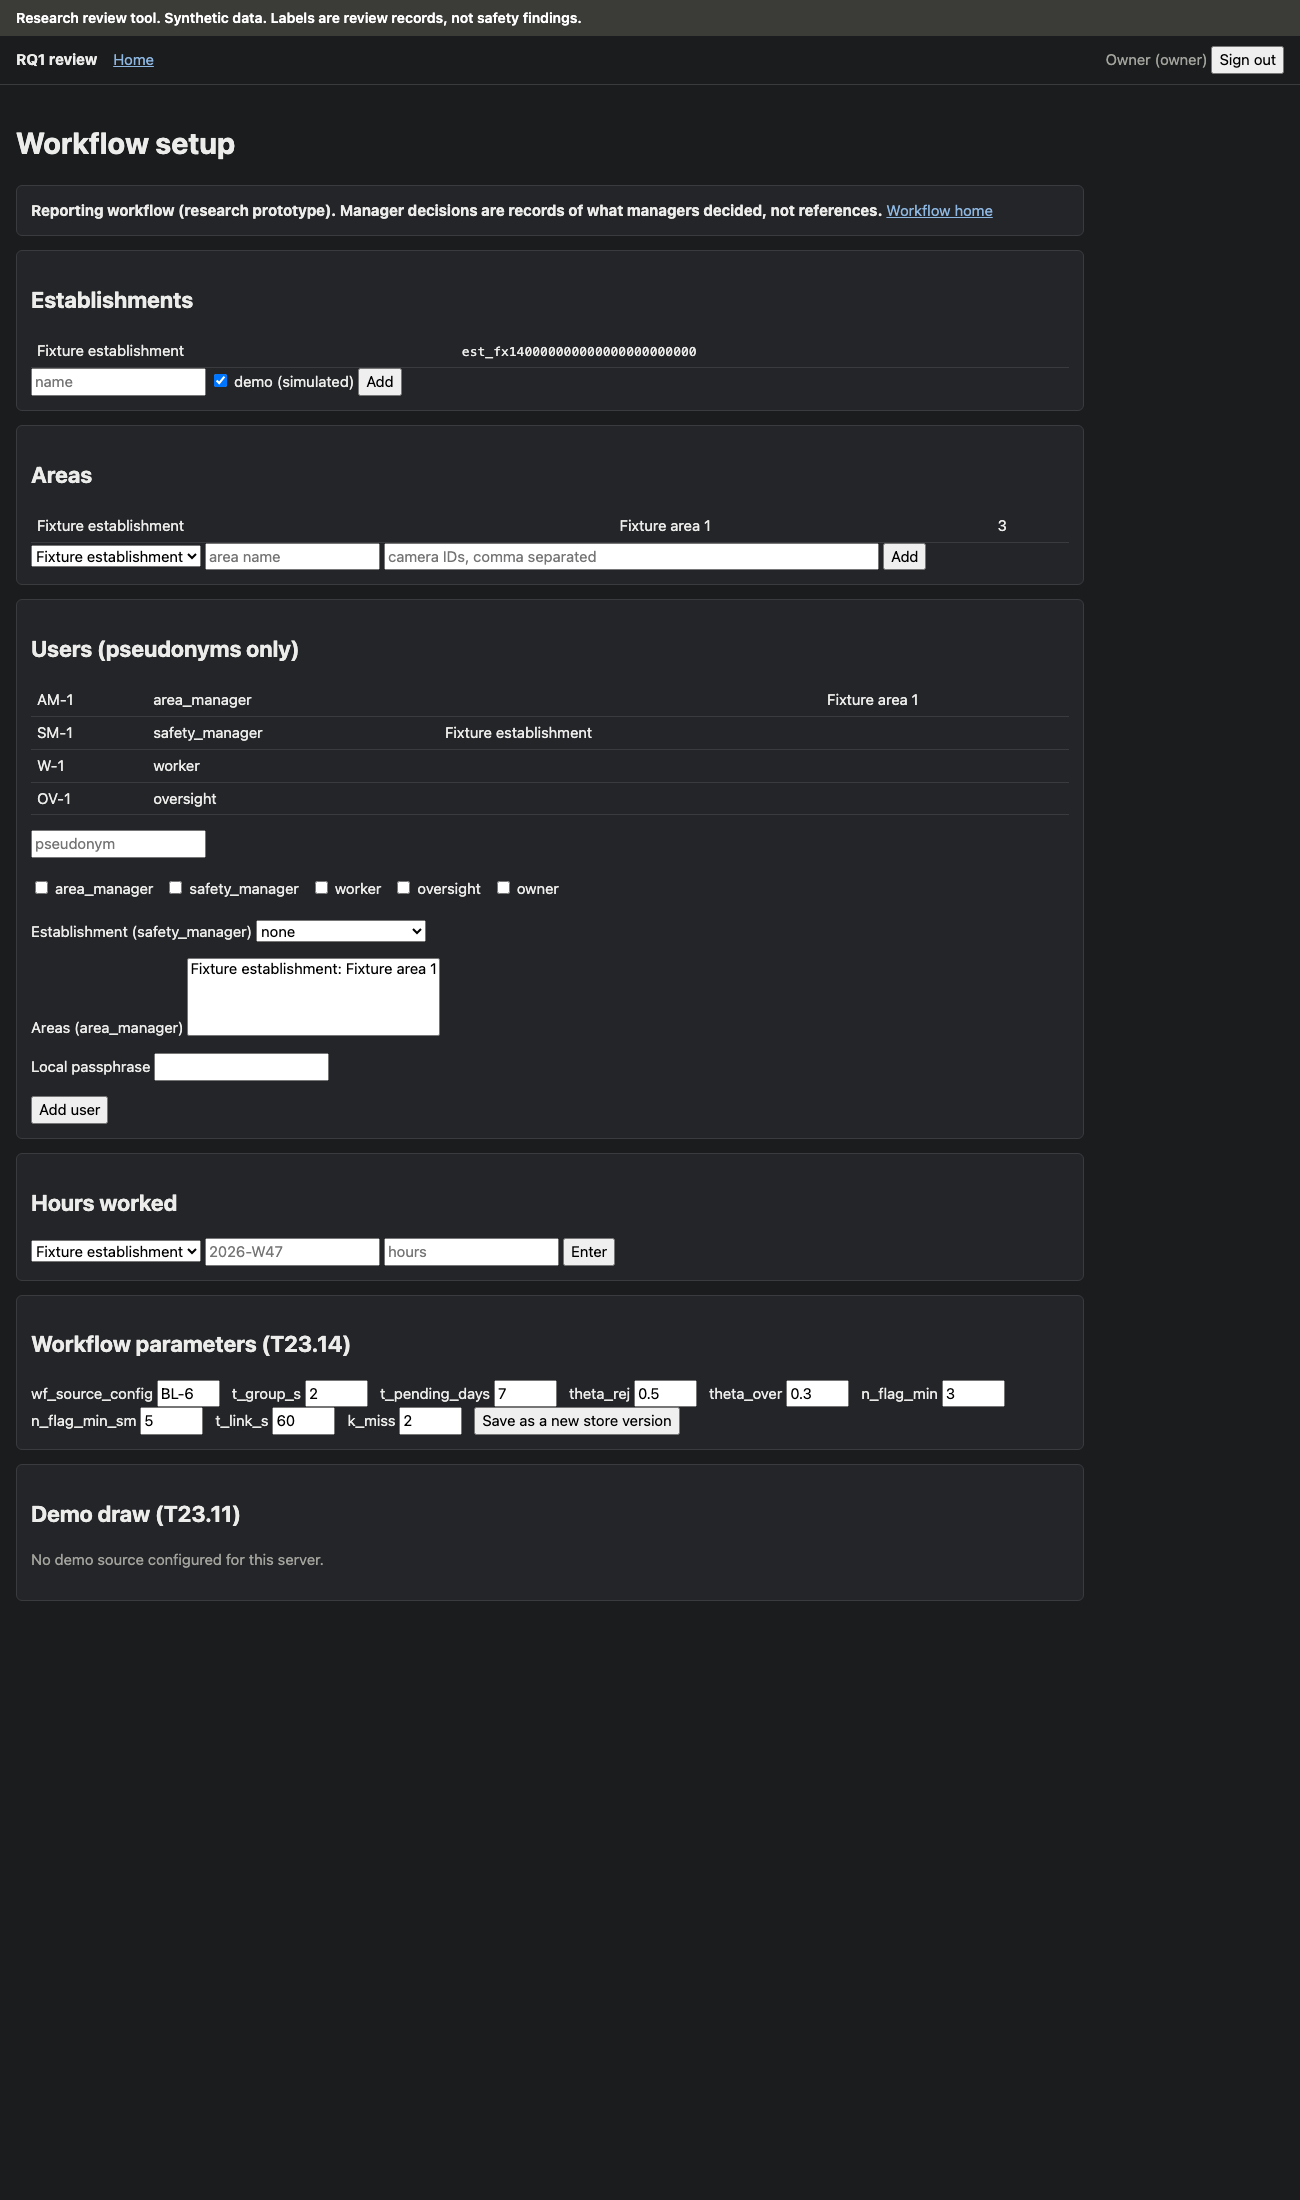 Research review tool. Synthetic data. Labels are review records, not safety findings.
RQ1 review Home Owner (owner) Sign out
Workflow setup
Reporting workflow (research prototype). Manager decisions are records of what managers decided, not references. Workflow home
Establishments
Fixture establishment est_fx140000000000000000000000
name demo (simulated) Add
Areas
Fixture establishment Fixture area 1 3
Fixture establishment area name camera IDs, comma separated Add
Users (pseudonyms only)
AM-1 area_manager Fixture area 1
SM-1 safety_manager Fixture establishment
W-1 worker
OV-1 oversight
pseudonym
area_manager safety_manager worker oversight owner
Establishment (safety_manager) none
Fixture establishment: Fixture area 1
Areas (area_manager)
Local passphrase
Add user
Hours worked
Fixture establishment 2026-W47 hours Enter
Workflow parameters (T23.14)
wf_source_config BL-6 t_group_s 2 t_pending_days 7 theta_rej 0.5 theta_over 0.3 n_flag_min 3
n_flag_min_sm 5 t_link_s 60 k_miss 2 Save as a new store version
Demo draw (T23.11)
No demo source configured for this server.